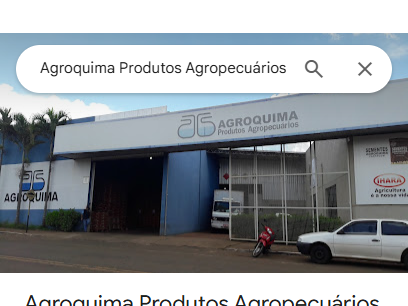 Agroquima Produtos Agropecuários
AGROQUIMA
Produtos Agropecuários
AGROQUIMA
SEMENTES
IHARA
Agricultura
é a nossa vida
Agroquima Produtos Agropecuários